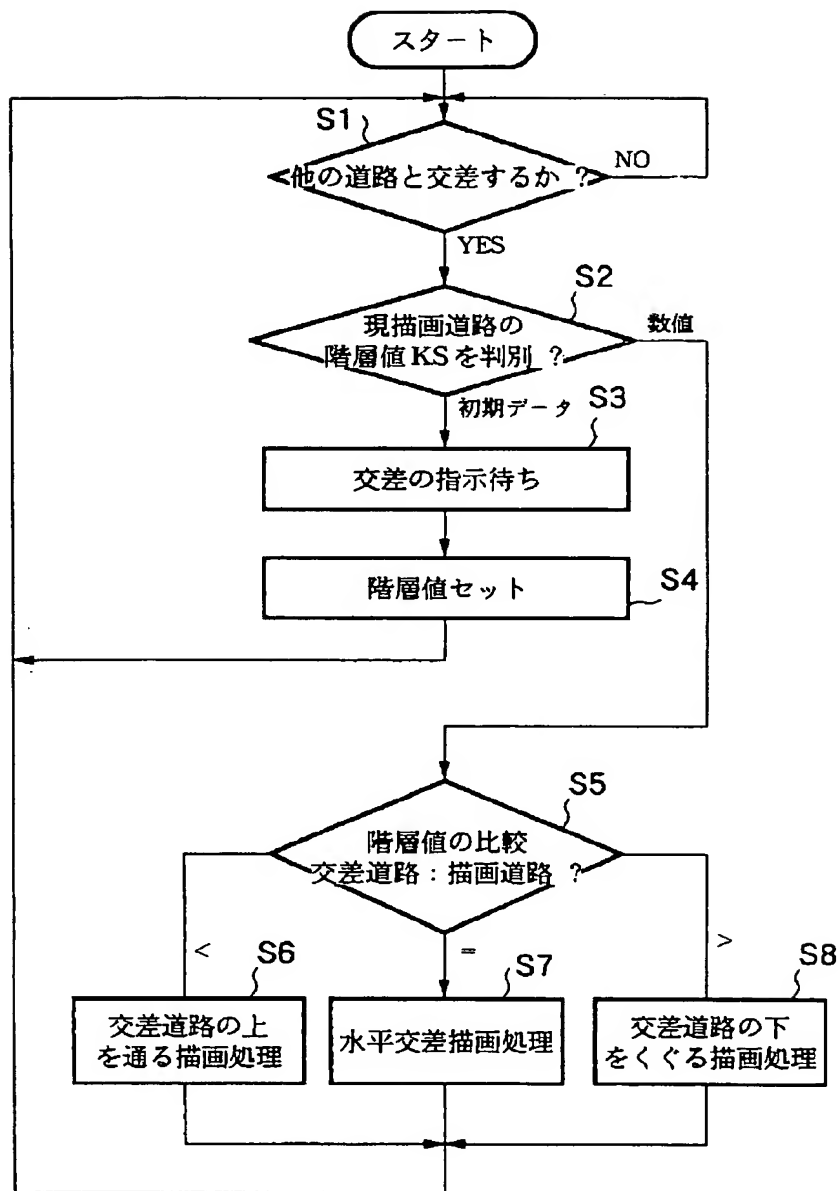 スタート
S1
他の道路と交差するか ?
NO
YES
S2
現描画道路の
階層値KSを判別 ?
数値
初期データ
S3
交差の指示待ち
階層値セット
S4
S5
階層値の比較
交差道路:描画道路 ?
<
=
>
S6
交差道路の上
を通る描画処理
S7
水平交差描画処理
S8
交差道路の下
をくぐる描画処理